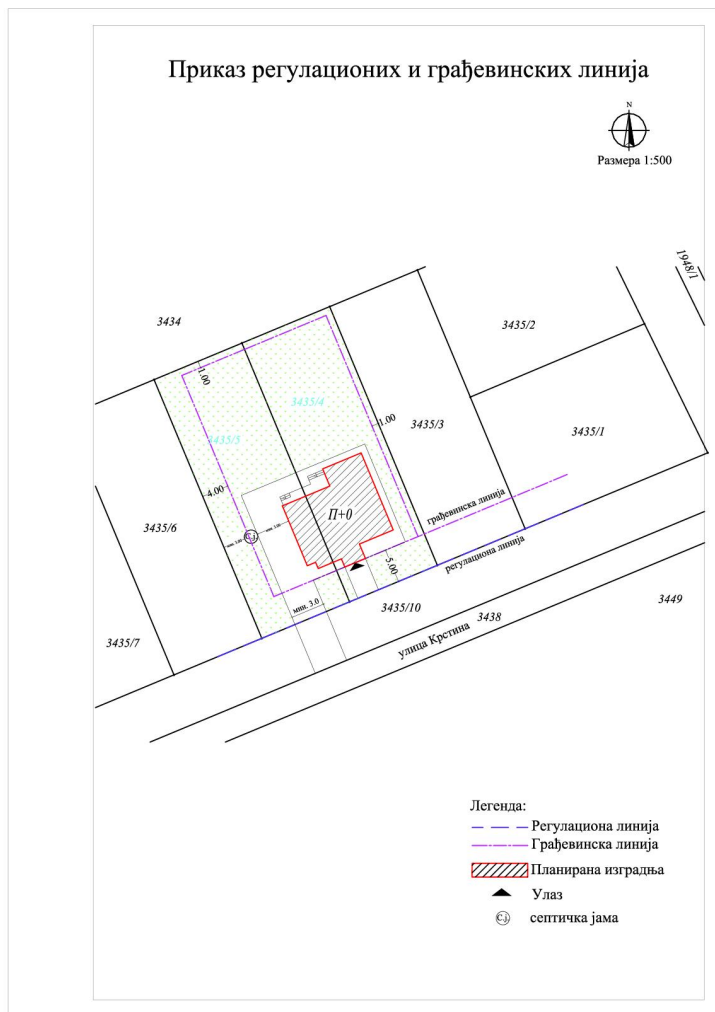 Приказ регулационих и грађевинских линија
N
Размера 1:500
1948/1
3434
3435/2
1.00
3435/4
3435/3
1.00
3435/1
3435/5
4.00
грађевинска линија
3435/6
П+0
с.ј.
регулациона линија
5.00
мин. 3.0
3435/10
3438
3449
3435/7
улица Крстина
Легенда:
Регулациона линија
Грађевинска линија
Планирана изградња
Улаз
с.ј. септичка јама